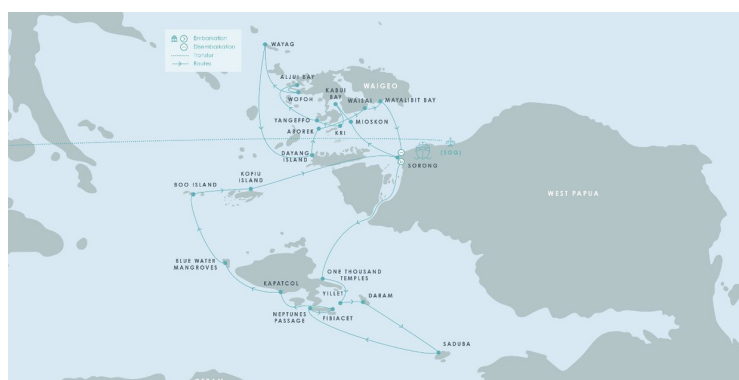 Embarkation
Disembarkation
Transfer
Routes
WAYAG
ALJUI BAY
WAIGEO
KABUI
BAY
WAISAI
MAYALIBIT BAY
WOFOH
YANGEFFO
MIOSKON
ABOREK
KRI
DAYANG
ISLAND
(SOQ)
SORONG
KOFIU
ISLAND
BOO ISLAND
WEST PAPUA
BLUE WATER
MANGROVES
ONE THOUSAND
TEMPLES
KAPATCOL
YILLET
DARAM
NEPTUNES
PASSAGE
FIBIACET
SADUBA